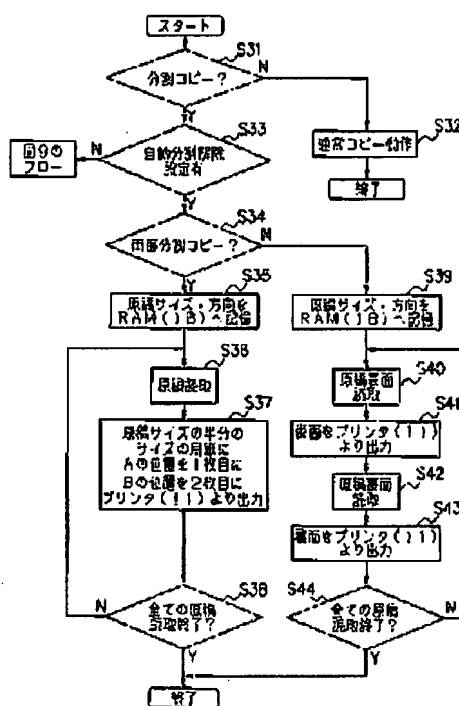 スタート
S31
分割コピー?
N
Y
S33
S32
自動分割解除
設定有
N
図9の
フロー
通常コピー動作
終了
Y
S34
両面分割コピー?
N
Y
S35
S39
原稿サイズ・方向を
RAM(18)へ記憶
原稿サイズ・方向を
RAM(18)へ記憶
S36
原稿読取
S40
原稿表面
読取
S37
S41
原稿サイズの半分の
サイズの用紙に
Aの位置を1枚目に
Bの位置を2枚目に
プリンタ(11)より出力
をプリンタ(11)
より出力
S42
原稿裏面
読取
S43
裏面をプリンタ(11)
より出力
S38
全ての原稿
読取終了?
N
Y
S44
全ての原稿
読取終了?
N
Y
終了